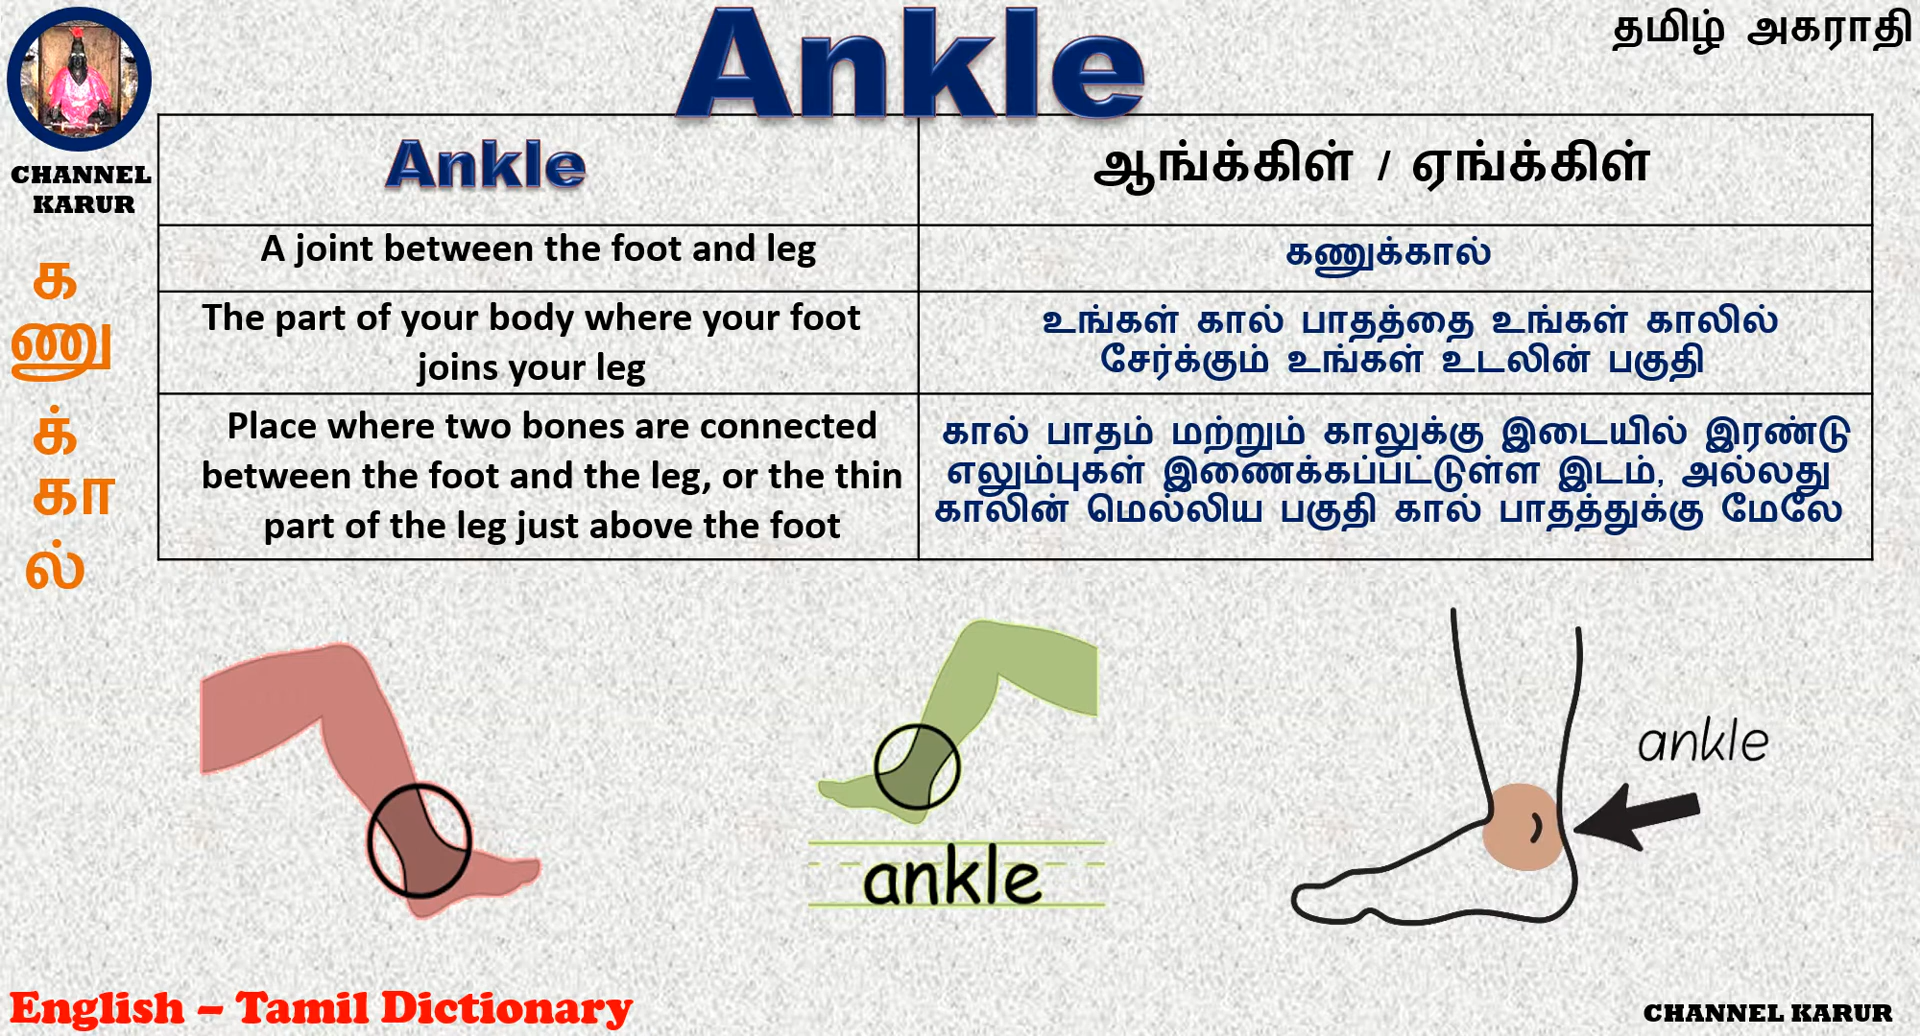 Ankle
தமிழ் அகராதி
CHANNEL
KARUR
Ankle
ஆங்க்கிள் / ஏங்க்கிள்
A joint between the foot and leg
கணுக்கால்
The part of your body where your foot
joins your leg
உங்கள் கால் பாதத்தை உங்கள் காலில்
சேர்க்கும் உங்கள் உடலின் பகுதி
Place where two bones are connected
between the foot and the leg, or the thin
part of the leg just above the foot
கால் பாதம் மற்றும் காலுக்கு இடையில் இரண்டு
எலும்புகள் இணைக்கப்பட்டுள்ள இடம், அல்லது
காலின் மெல்லிய பகுதி கால் பாதத்துக்கு மேலே
க
ணு
க்
கா
ல்
ankle
ankle
English – Tamil Dictionary
CHANNEL KARUR